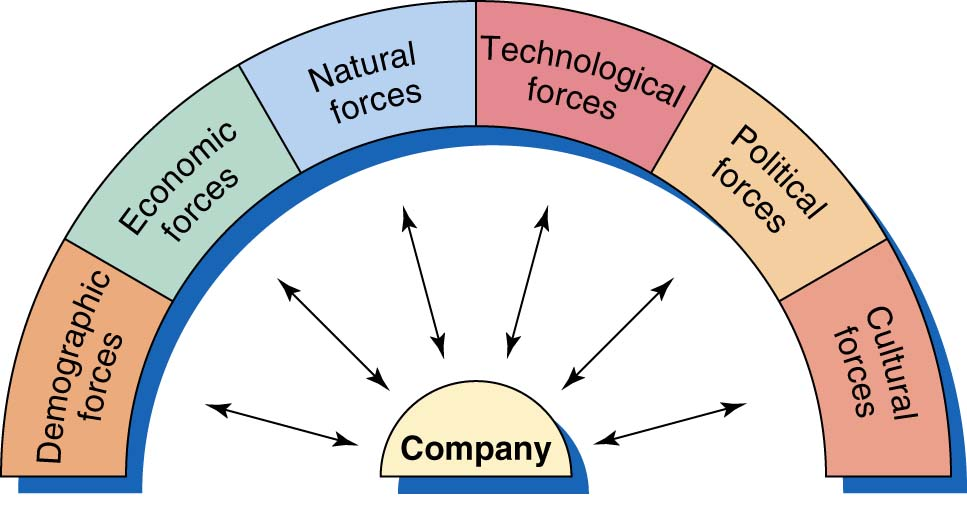 Demographic
forces
Economic
forces
Natural
forces
Technological
forces
Political
forces
Cultural
forces
Company